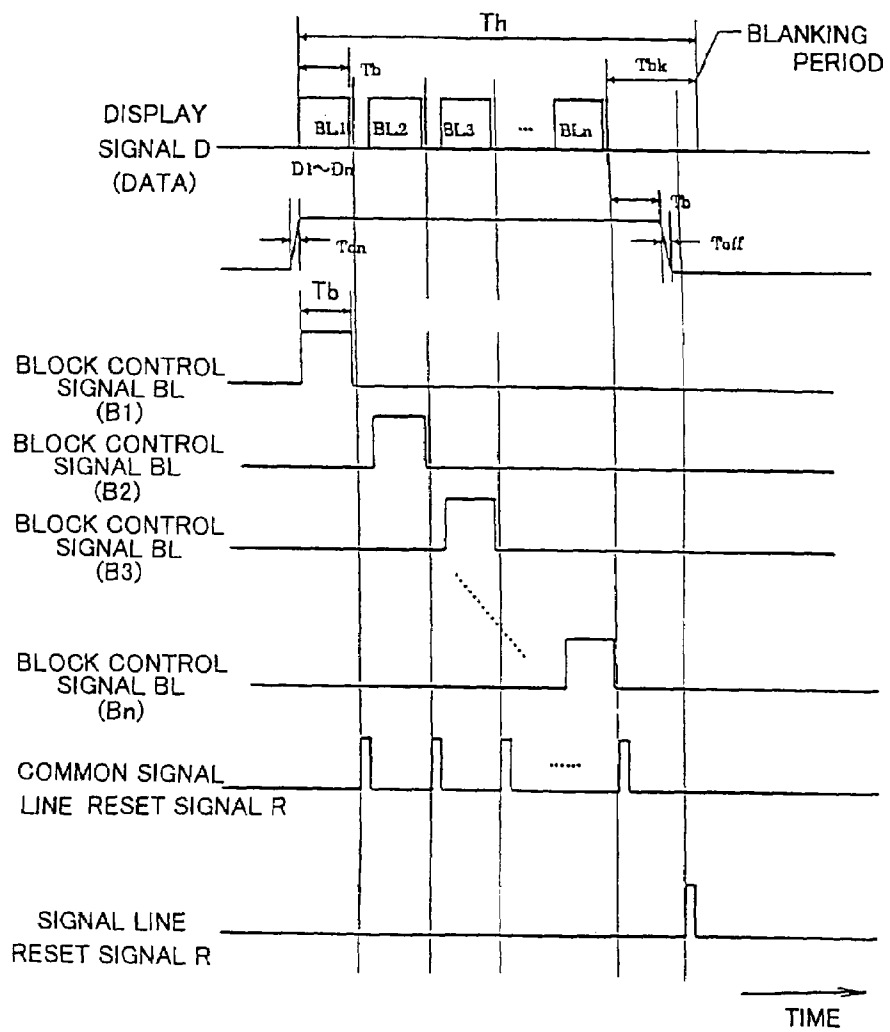 Th
BLANKING
PERIOD
Tb
Tbk
DISPLAY
SIGNAL D
(DATA)
BL1
BL2
BL3
...
BLn
D1~Dn
Tb
Ton
Toff
Tb
BLOCK CONTROL
SIGNAL BL
(B1)
BLOCK CONTROL
SIGNAL BL
(B2)
BLOCK CONTROL
SIGNAL BL
(B3)
BLOCK CONTROL
SIGNAL BL
(Bn)
COMMON SIGNAL
LINE RESET SIGNAL R
......
SIGNAL LINE
RESET SIGNAL R
TIME